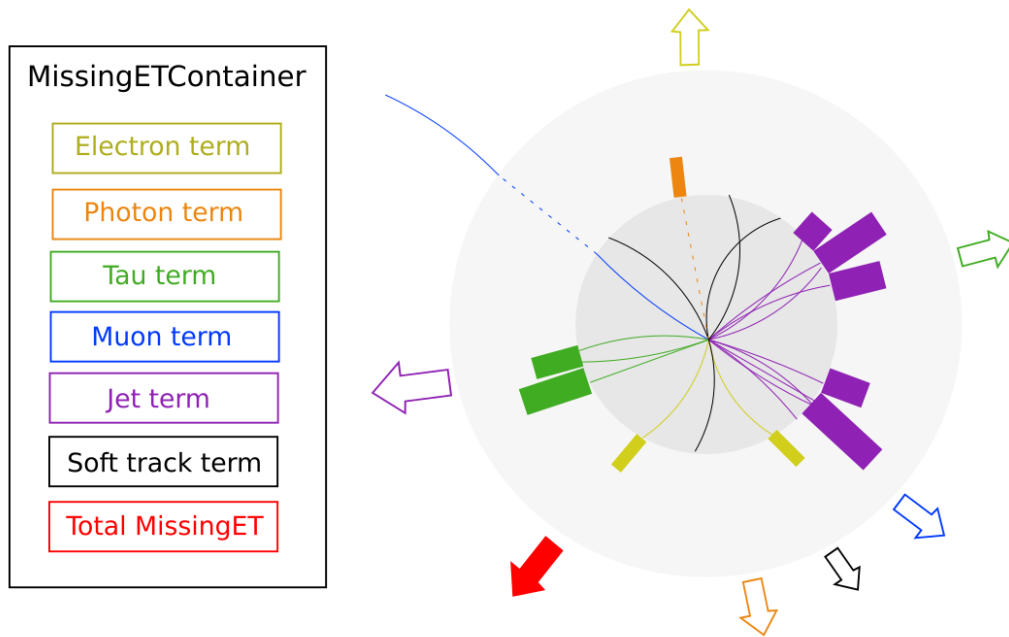 MissingETContainer
Electron term
Photon term
Tau term
Muon term
Jet term
Soft track term
Total MissingET